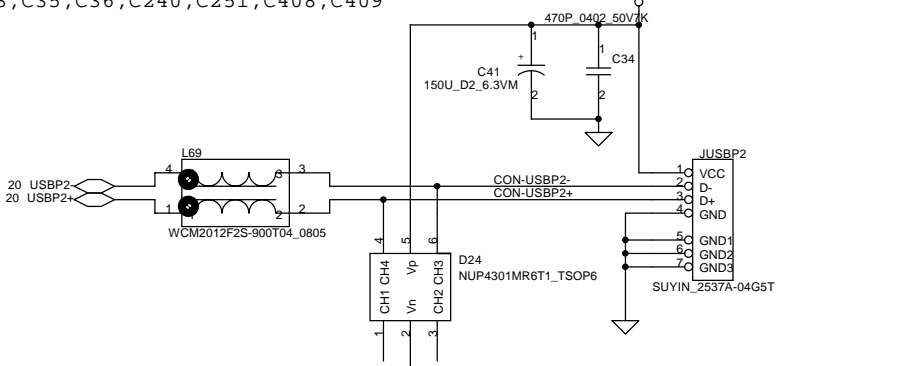 ,C35,C36,C240,C251,C408,C409
470P_0402_50V7K
1
1
+
C41
C34
150U_D2_6.3VM
2
2
JUSBP2
L69
4
3
3
1
VCC
20 USBP2-
CON-USBP2-
2
D-
20 USBP2+
CON-USBP2+
3
D+
4
GND
1
2
2
WCM2012F2S-900T04_0805
5
GND1
6
GND2
7
GND3
4
5
6
D24
CH4
Vp
CH3
NUP4301MR6T1_TSOP6
CH1
Vn
CH2
SUYIN_2537A-04G5T
1
2
3